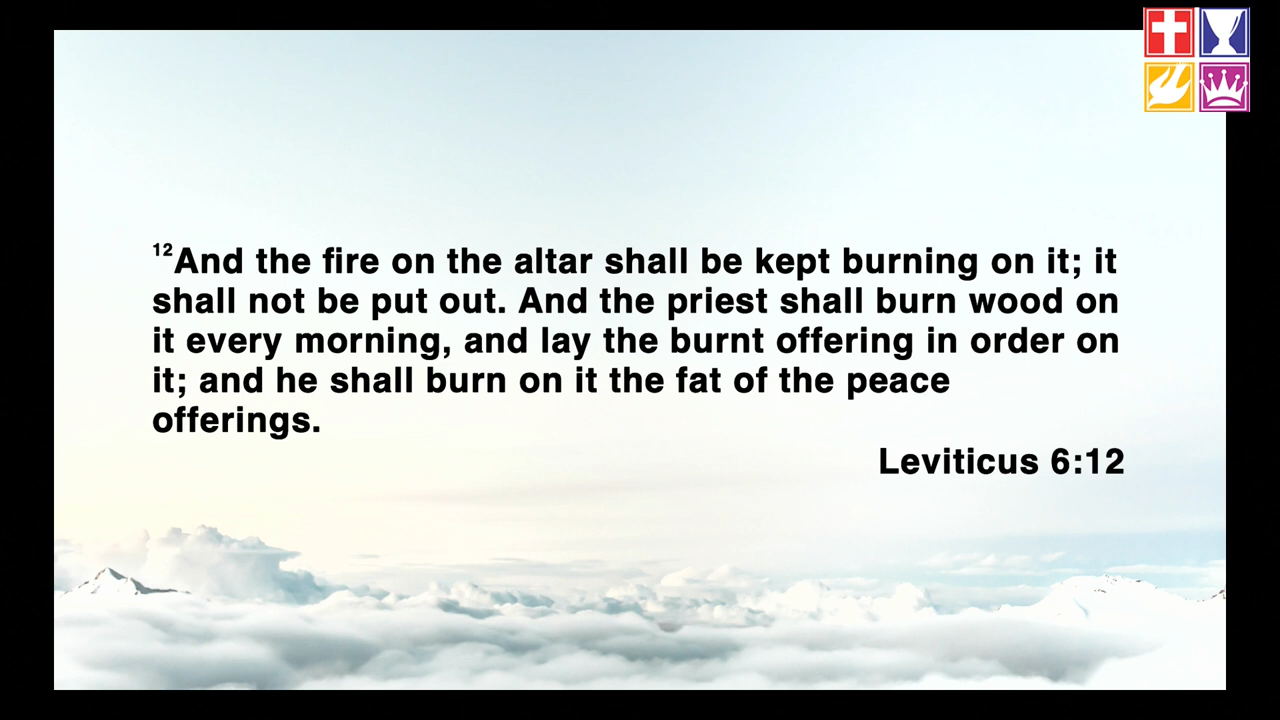 ¹²And the fire on the altar shall be kept burning on it; it
shall not be put out. And the priest shall burn wood on
it every morning, and lay the burnt offering in order on
it; and he shall burn on it the fat of the peace
offerings.
Leviticus 6:12